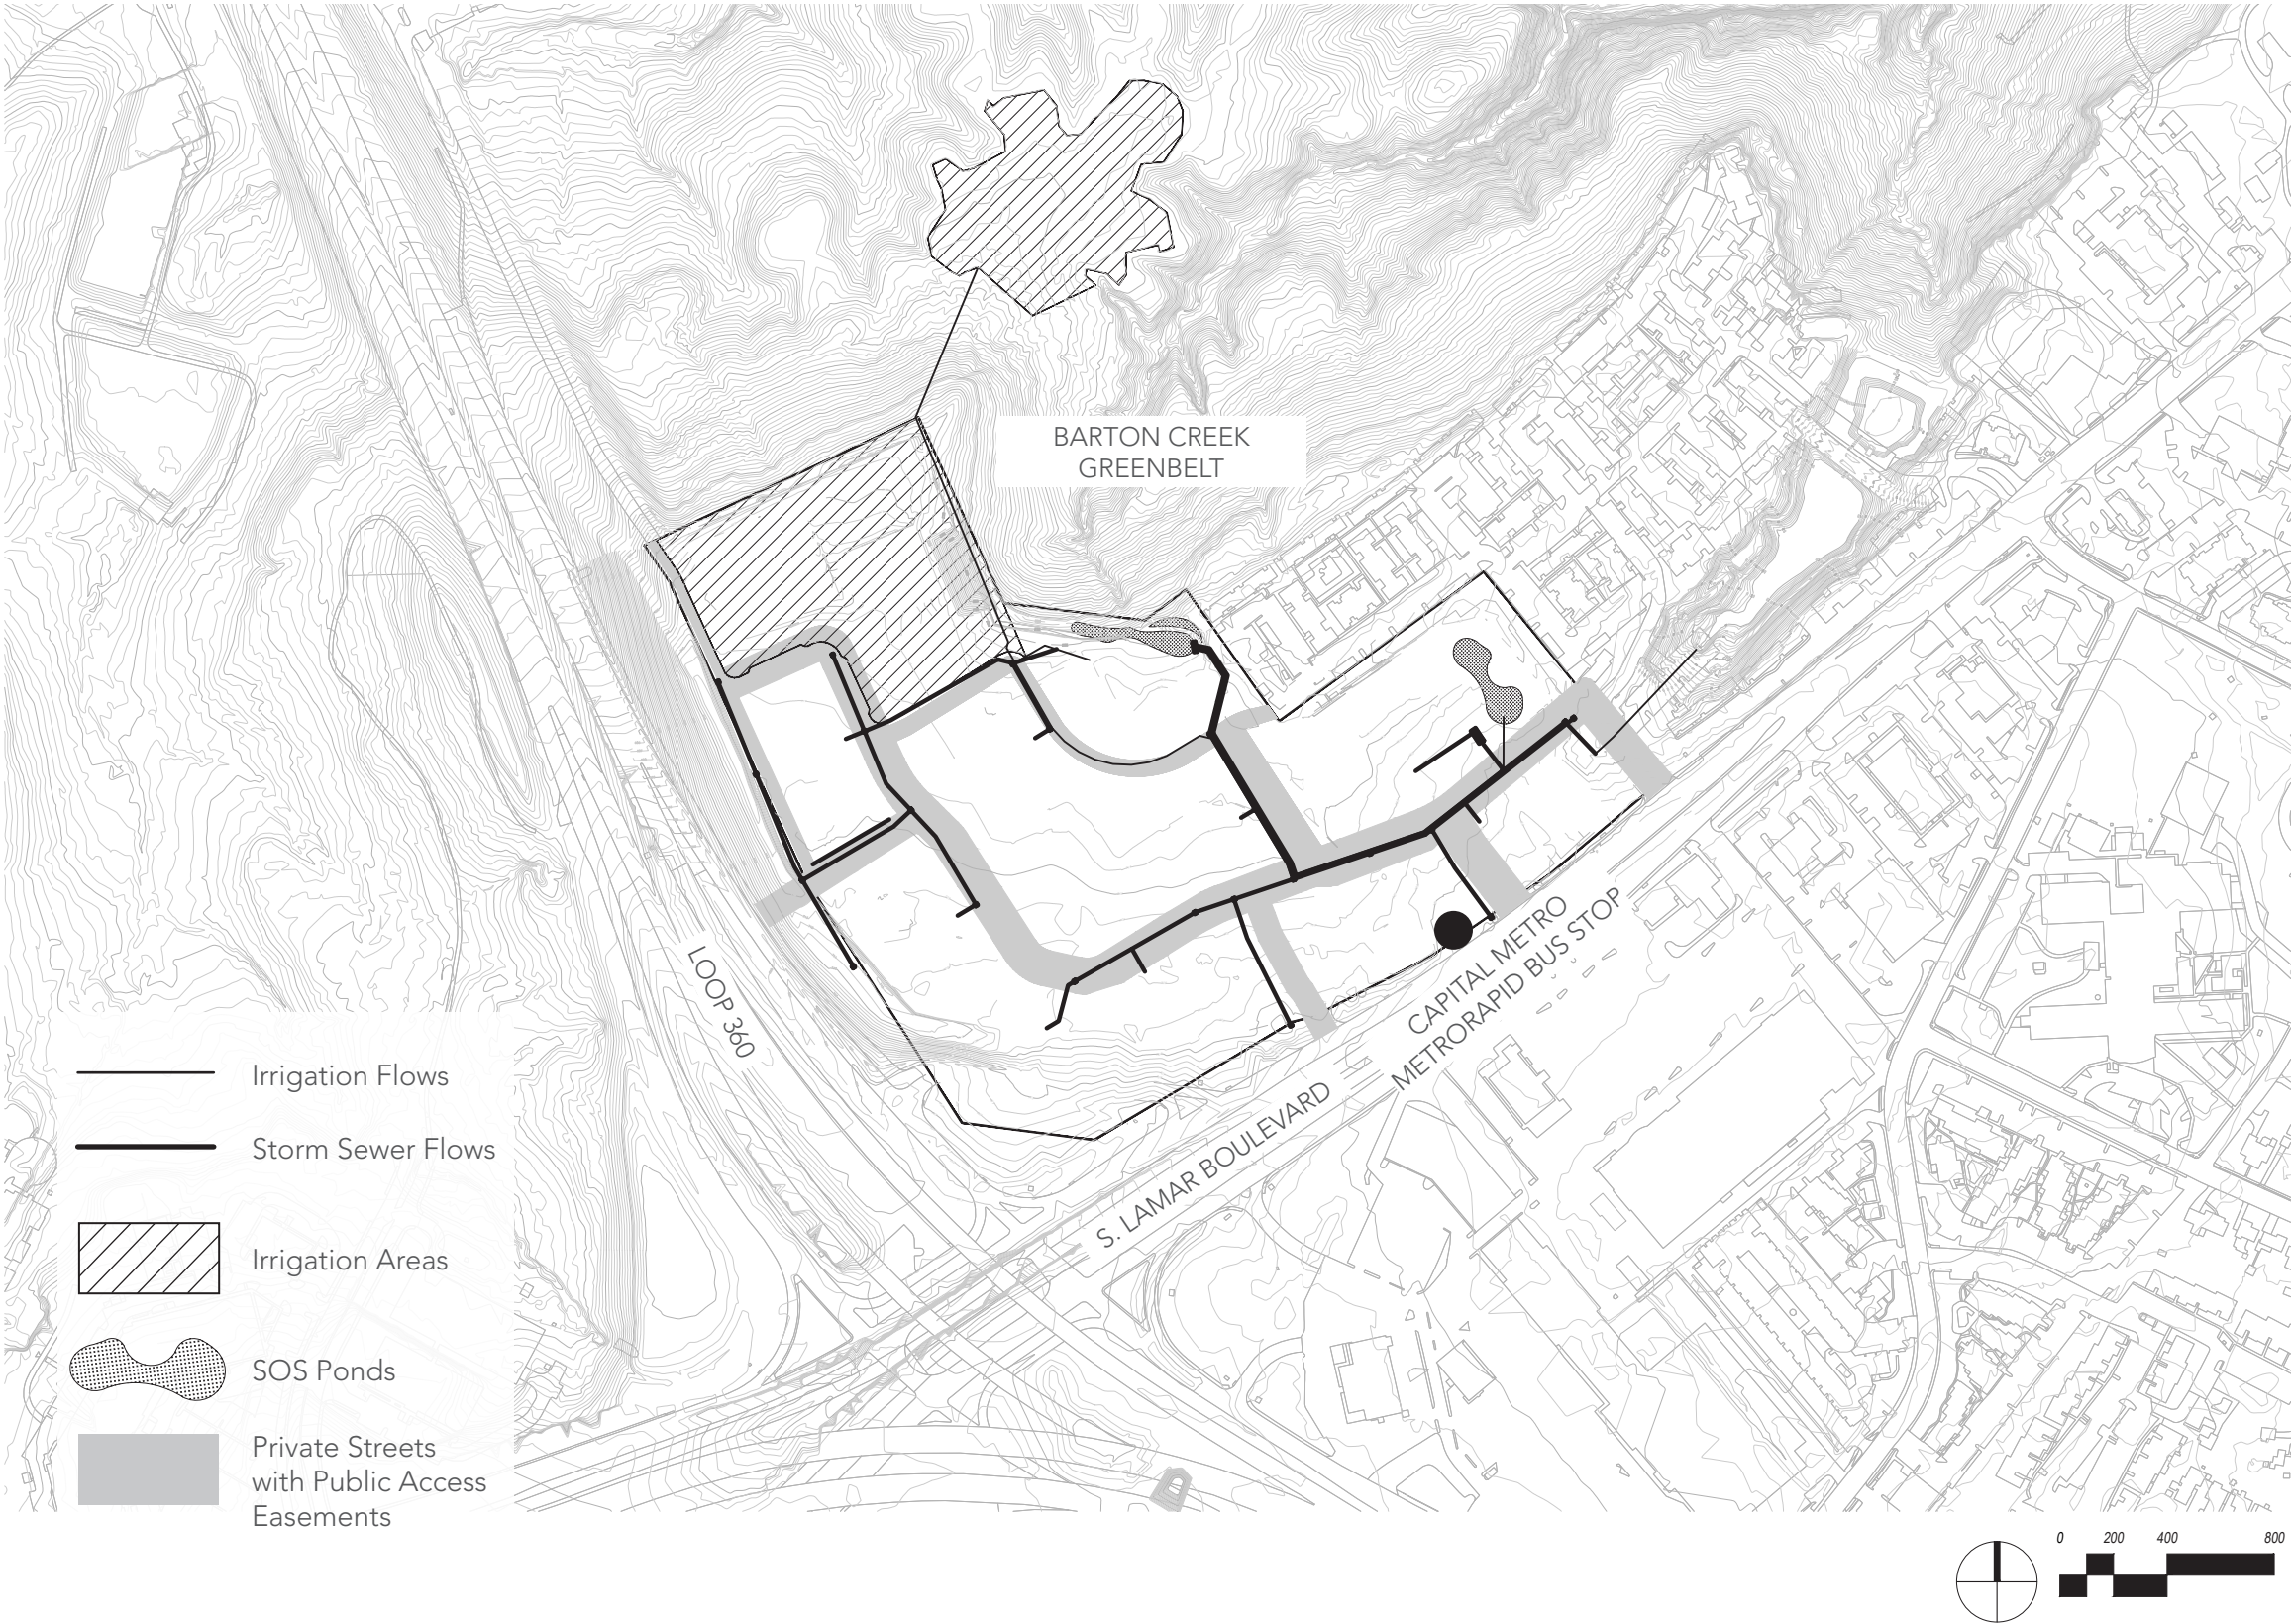 BARTON CREEK
GREENBELT
LOOP 360
CAPITAL METRO
METRORAPID BUS STOP
S. LAMAR BOULEVARD
Irrigation Flows
Storm Sewer Flows
Irrigation Areas
SOS Ponds
Private Streets
with Public Access
Easements
0 200 400 800